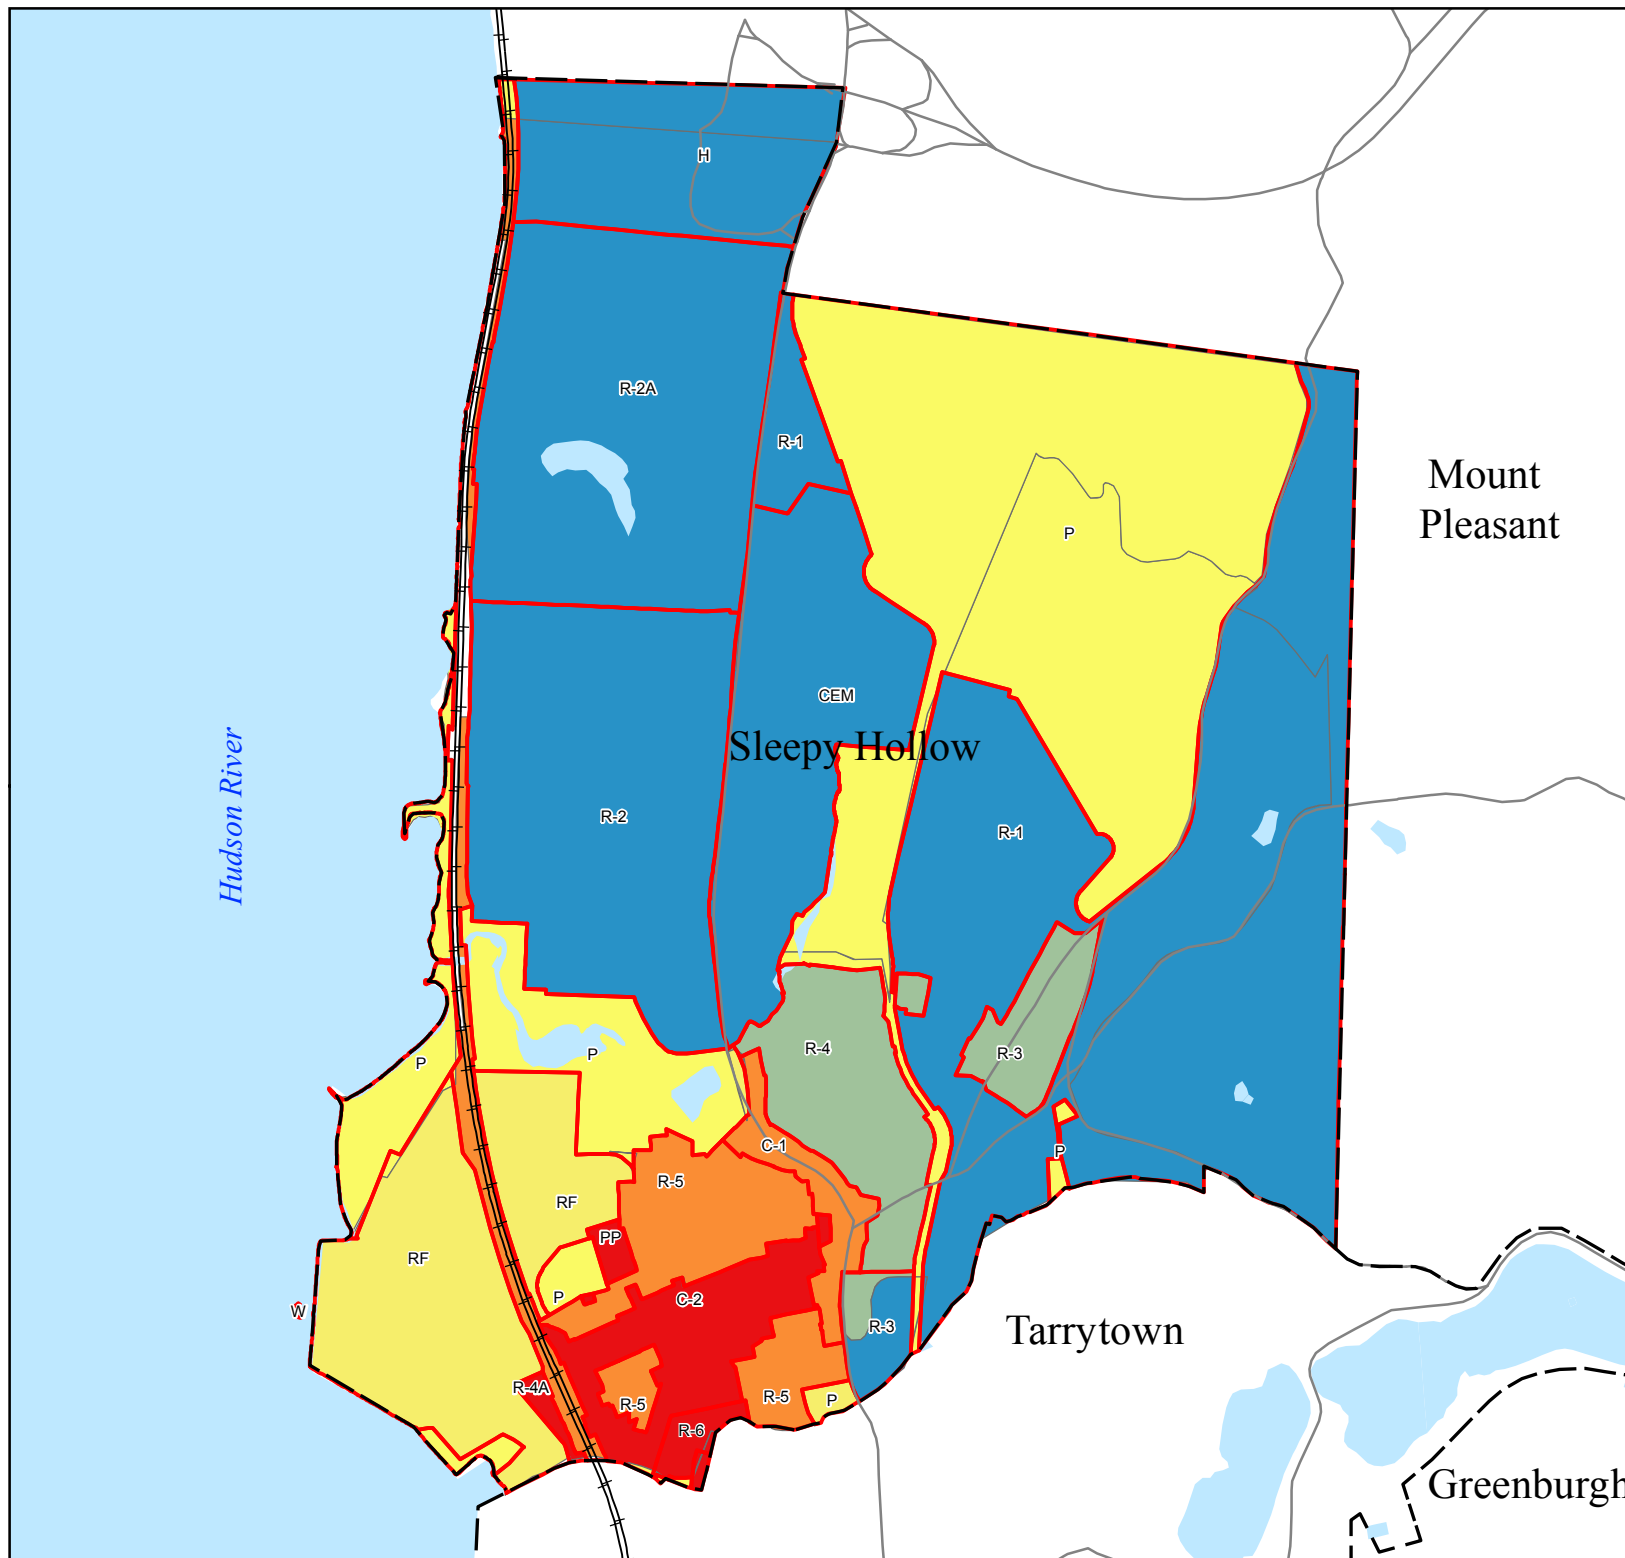 H
R-2A
R-1
Mount
Pleasant
P
CEM
Sleepy Hollow
Hudson River
R-2
R-1
R-4
R-3
P
P
C-1
P
R-5
RF
PP
RF
P
C-2
W
R-3
Tarrytown
R-4A
R-5
R-5
P
R-6
Greenburgh